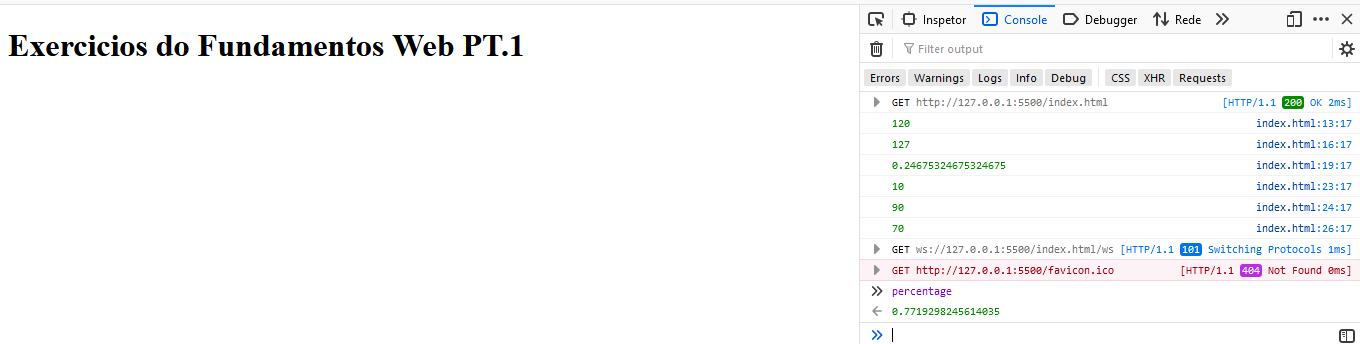 Exercicios do Fundamentos Web PT.1
Inspetor Console Debugger Rede
Filter output
Errors Warnings Logs Info Debug CSS XHR Requests
GET http://127.0.0.1:5500/index.html [HTTP/1.1 200 OK 2ms]
120 index.html:13:17
127 index.html:16:17
0.24675324675324675 index.html:19:17
10 index.html:23:17
90 index.html:24:17
70 index.html:26:17
GET ws://127.0.0.1:5500/index.html/ws [HTTP/1.1 101 Switching Protocols 1ms]
GET http://127.0.0.1:5500/favicon.ico [HTTP/1.1 404 Not Found 0ms]
percentage
0.7719298245614035